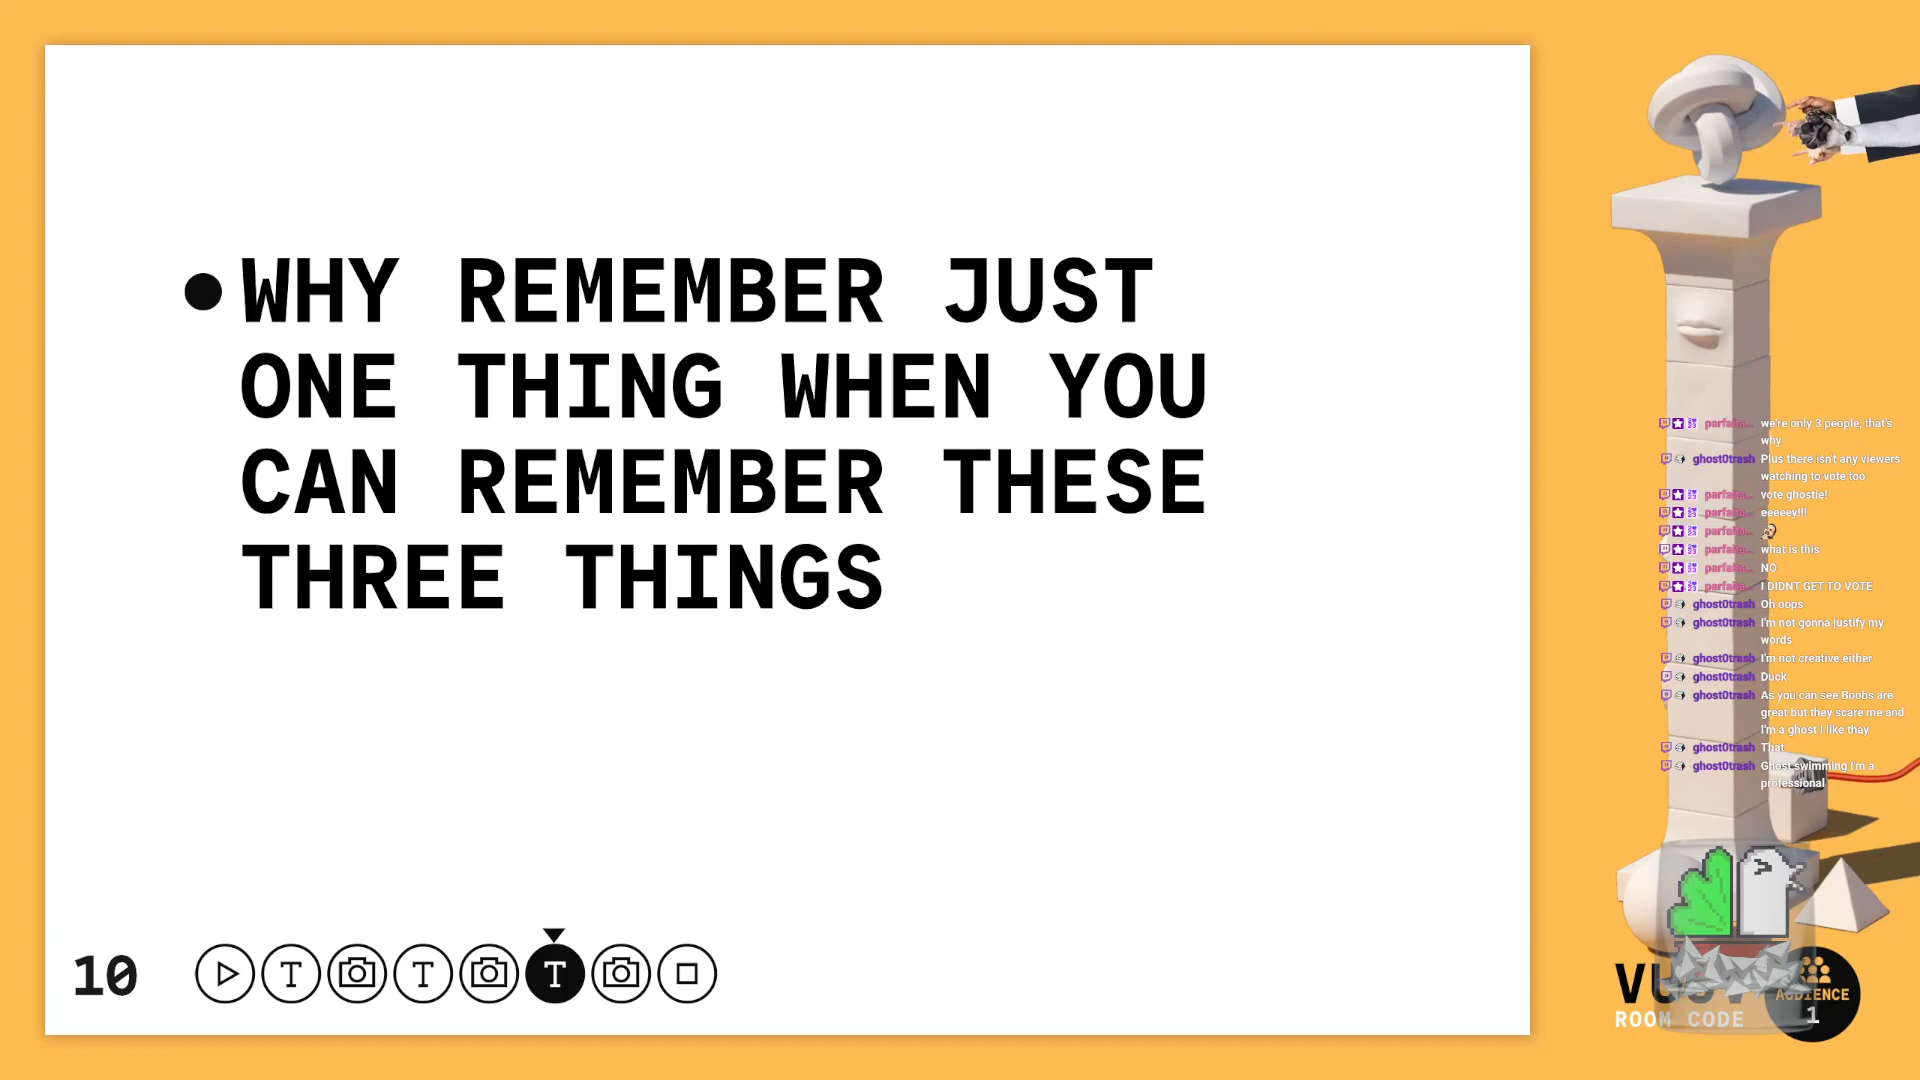 WHY REMEMBER JUST
ONE THING WHEN YOU
CAN REMEMBER THESE
THREE THINGS
10
T
T
T
we're only 3 people, that's
why
ghost0trash Plus there isn't any viewers
watching to vote too
vote ghostie!
eeeeey!!!
what is this
NO
I DIDNT GET TO VOTE
ghost0trash Oh oops
ghost0trash I'm not gonna justify my
words
ghost0trash I'm not creative either
ghost0trash Duck
ghost0trash As you can see Boobs are
great but they scare me and
I'm a ghost I like thay
ghost0trash That
ghost0trash Ghost swimming I'm a
professional
AUDIENCE
ROOM CODE
1